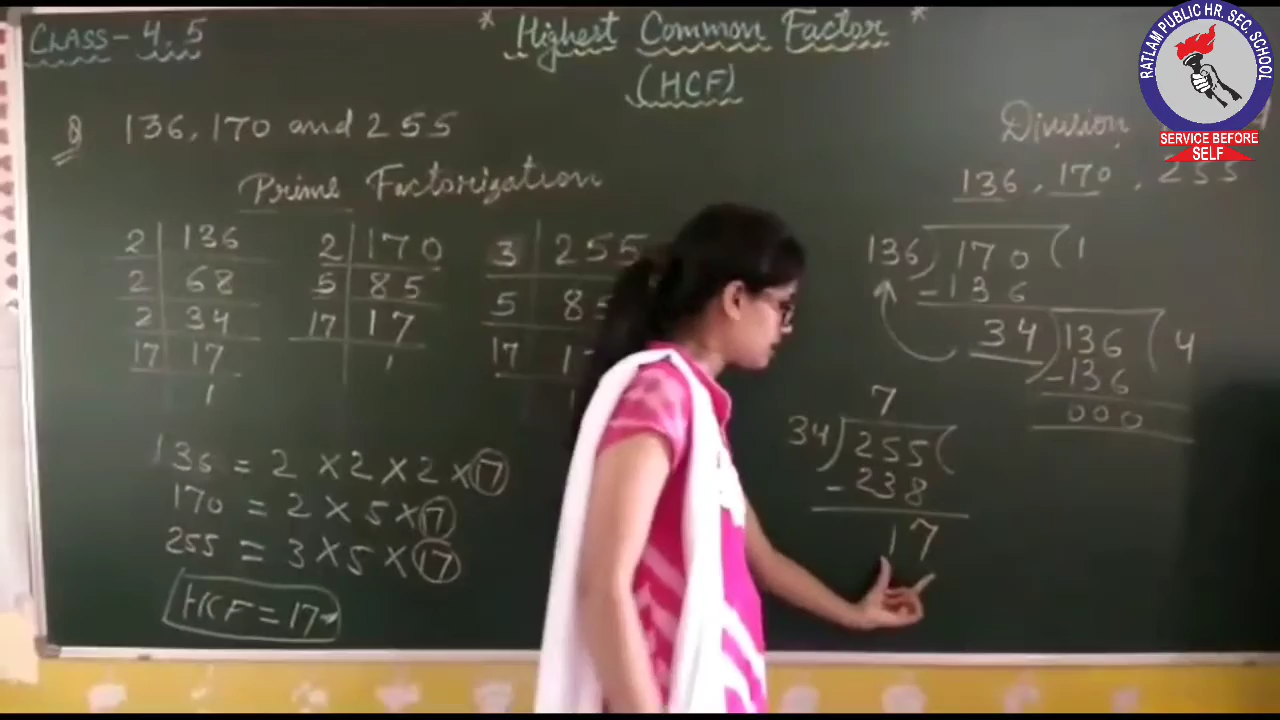 CLASS - 4, 5
* Highest Common Factor *
(HCF)
Q 136, 170 and 255
Prime Factorization
2 | 136
2 | 68
2 | 34
17 | 17
1
2 | 170
5 | 85
17 | 17
1
3 | 255
5 | 8
17 | 1
136 = 2 × 2 × 2 × 17
170 = 2 × 5 × 17
255 = 3 × 5 × 17
HCF = 17
Division
136, 170, 255
136) 170 (1
- 136
34) 136 ( 4
- 136
000
7
34) 255 (
- 238
17
RATLAM PUBLIC HR. SEC. SCHOOL
SERVICE BEFORE
SELF